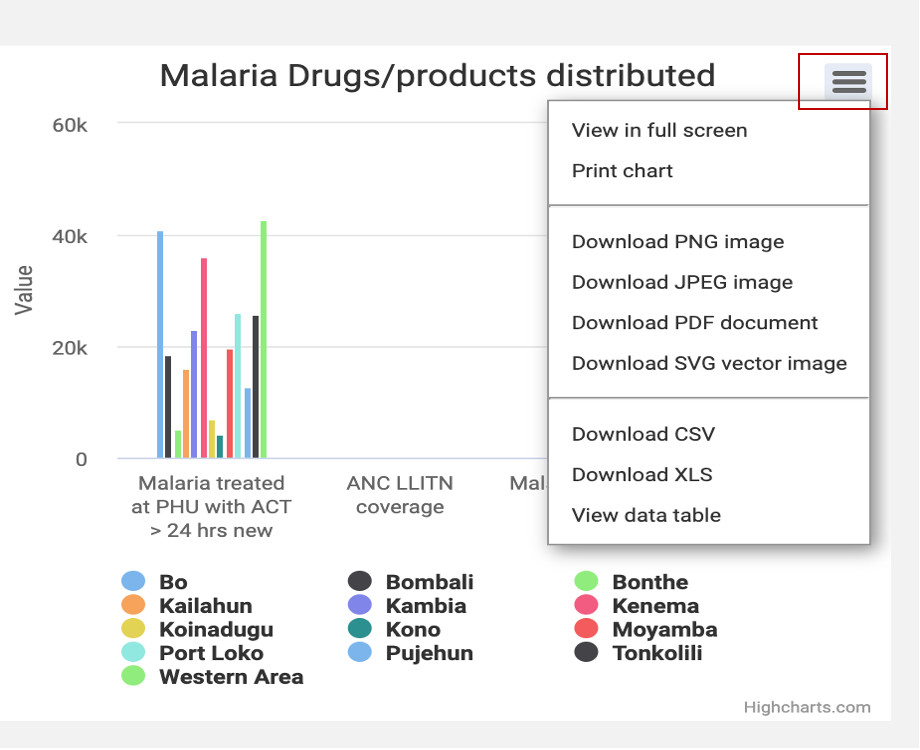 Malaria Drugs/products distributed
View in full screen
Print chart
Download PNG image
Download JPEG image
Download PDF document
Download SVG vector image
Download CSV
Download XLS
View data table
60k
40k
20k
0
Value
Malaria treated
at PHU with ACT
> 24 hrs new
ANC LLITN
coverage
Bo
Bombali
Bonthe
Kailahun
Kambia
Kenema
Koinadugu
Kono
Moyamba
Port Loko
Pujehun
Tonkolili
Western Area
Highcharts.com